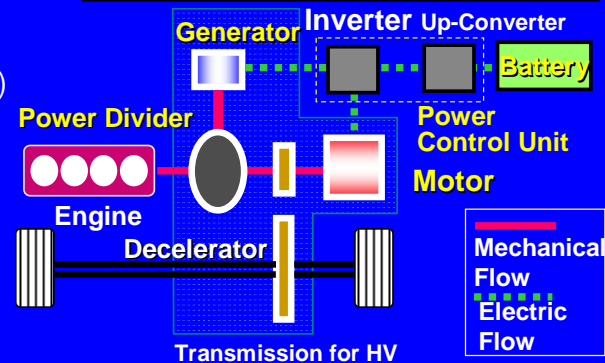 Inverter Up-Converter
Generator
Battery
)
Power Divider
Power
Control Unit
Motor
Engine
Decelerator
Mechanical
Flow
Electric
Flow
Transmission for HV